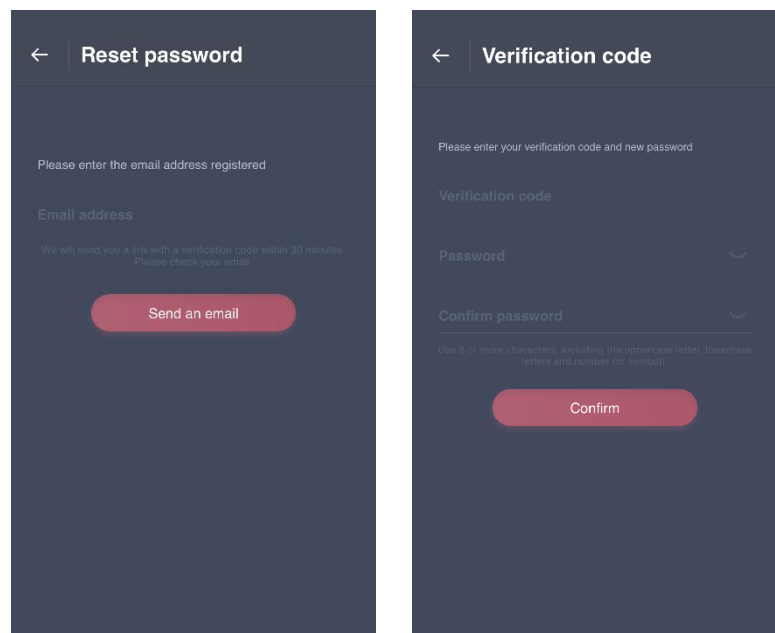 Reset password
Please enter the email address registered
Email address
We will send you a link with a verification code within 30 minutes.
Please check your email.
Send an email
Verification code
Please enter your verification code and new password
Verification code
Password
Confirm password
Use 6 or more characters, including the uppercase letter, lowercase
letters and number (or symbol).
Confirm